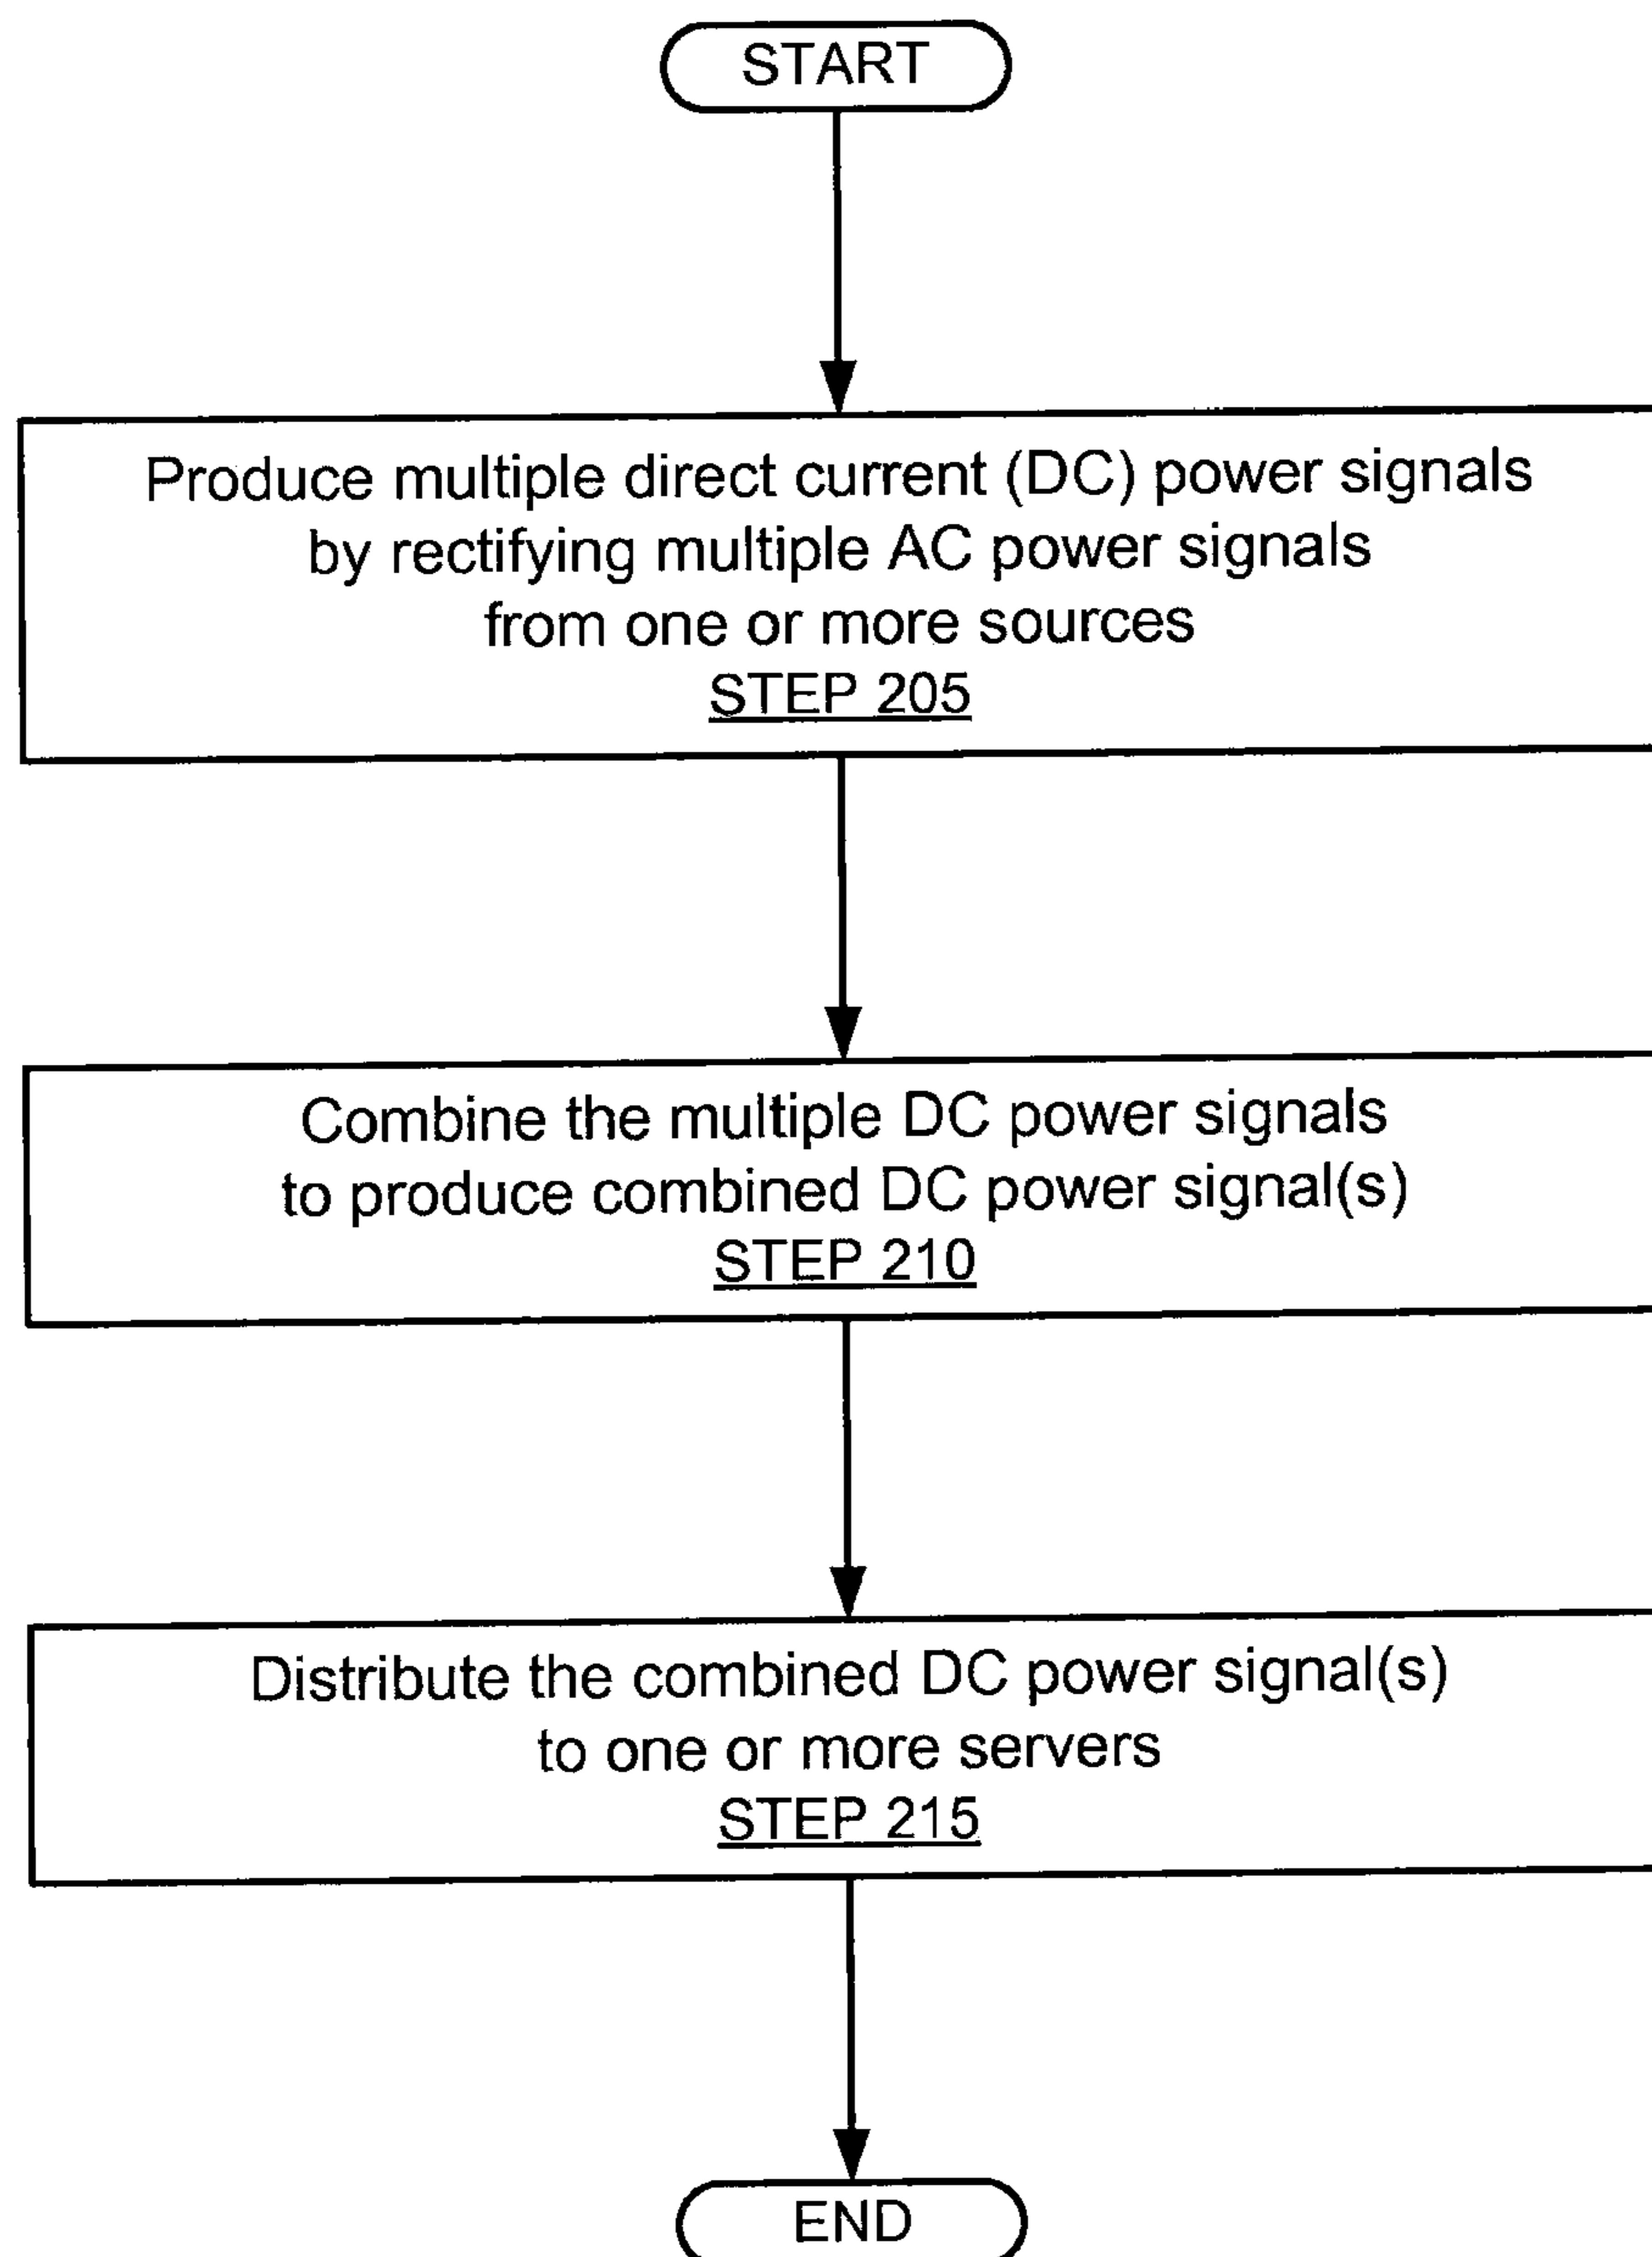 START
Produce multiple direct current (DC) power signals
by rectifying multiple AC power signals
from one or more sources
STEP 205
Combine the multiple DC power signals
to produce combined DC power signal(s)
STEP 210
Distribute the combined DC power signal(s)
to one or more servers
STEP 215
END